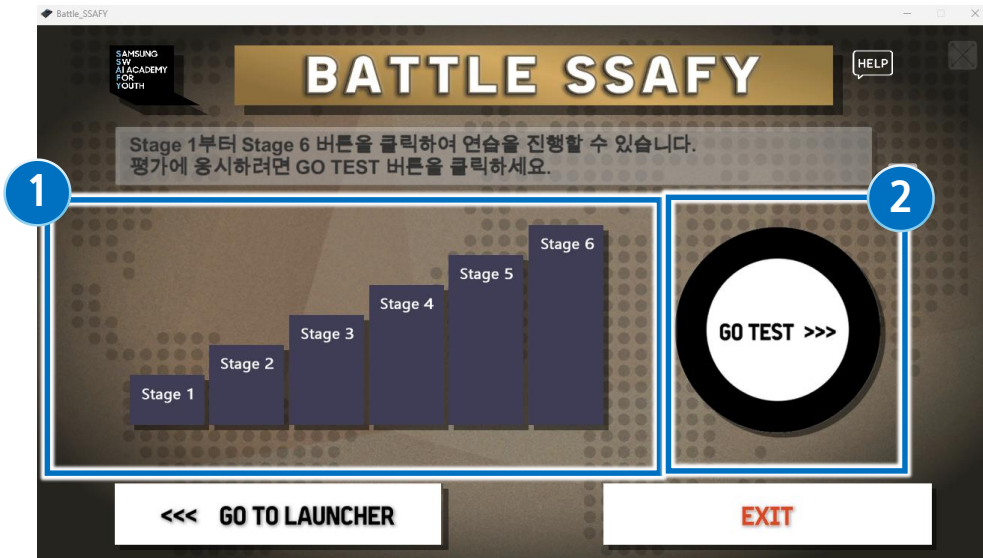 Battle_SSAFY
SAMSUNG
SW
AI ACADEMY
FOR
YOUTH
BATTLE SSAFY
HELP
Stage 1부터 Stage 6 버튼을 클릭하여 연습을 진행할 수 있습니다.
평가에 응시하려면 GO TEST 버튼을 클릭하세요.
1
2
Stage 1
Stage 2
Stage 3
Stage 4
Stage 5
Stage 6
GO TEST >>>
<<< GO TO LAUNCHER
EXIT